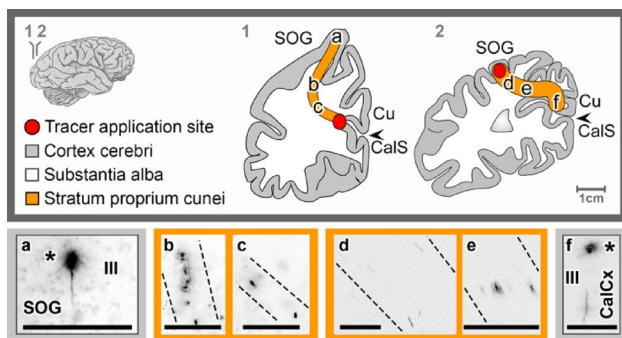 1 2
1
2
SOG
a
b
c
Cu
CalS
SOG
d
e
f
Cu
CalS
1cm
Tracer application site
Cortex cerebri
Substantia alba
Stratum proprium cunei
a
*
III
SOG
b
c
d
e
f
*
III
CalCx